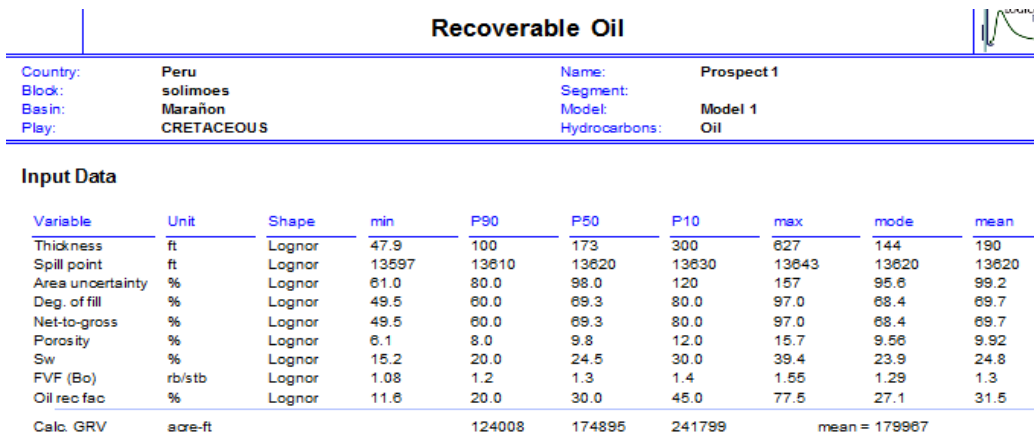 Recoverable Oil
Country: Peru Name: Prospect 1
Block: solimoes Segment:
Basin: Marañon Model: Model 1
Play: CRETACEOUS Hydrocarbons: Oil
Input Data
Variable Unit Shape min P90 P50 P10 max mode mean
Thickness ft Lognor 47.9 100 173 300 627 144 190
Spill point ft Lognor 13597 13610 13620 13630 13643 13620 13620
Area uncertainty % Lognor 61.0 80.0 98.0 120 157 95.6 99.2
Deg. of fill % Lognor 49.5 60.0 69.3 80.0 97.0 68.4 69.7
Net-to-gross % Lognor 49.5 60.0 69.3 80.0 97.0 68.4 69.7
Porosity % Lognor 6.1 8.0 9.8 12.0 15.7 9.56 9.92
Sw % Lognor 15.2 20.0 24.5 30.0 39.4 23.9 24.8
FVF (Bo) rb/stb Lognor 1.08 1.2 1.3 1.4 1.55 1.29 1.3
Oil rec fac % Lognor 11.6 20.0 30.0 45.0 77.5 27.1 31.5
Calc. GRV acre-ft 124008 174895 241799 mean = 179967